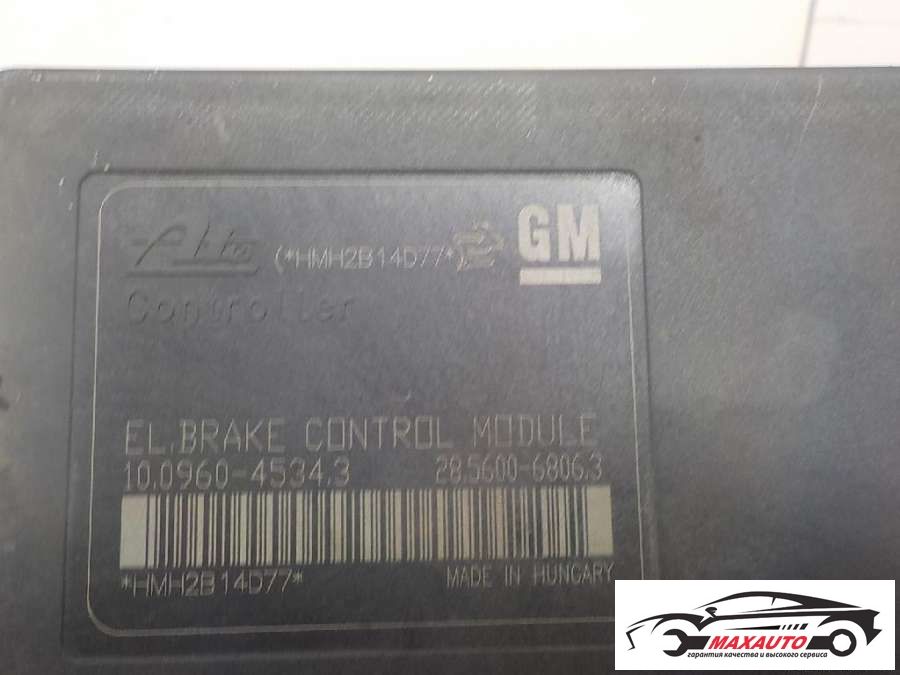 Ate (*HMH2B14D77*) GM
Controller
EL.BRAKE CONTROL MODULE
10.0960-4534.3 28.5600-6806.3
*HMH2B14D77* MADE IN HUNGARY
MAXAUTO
гарантия качества и высокого сервиса